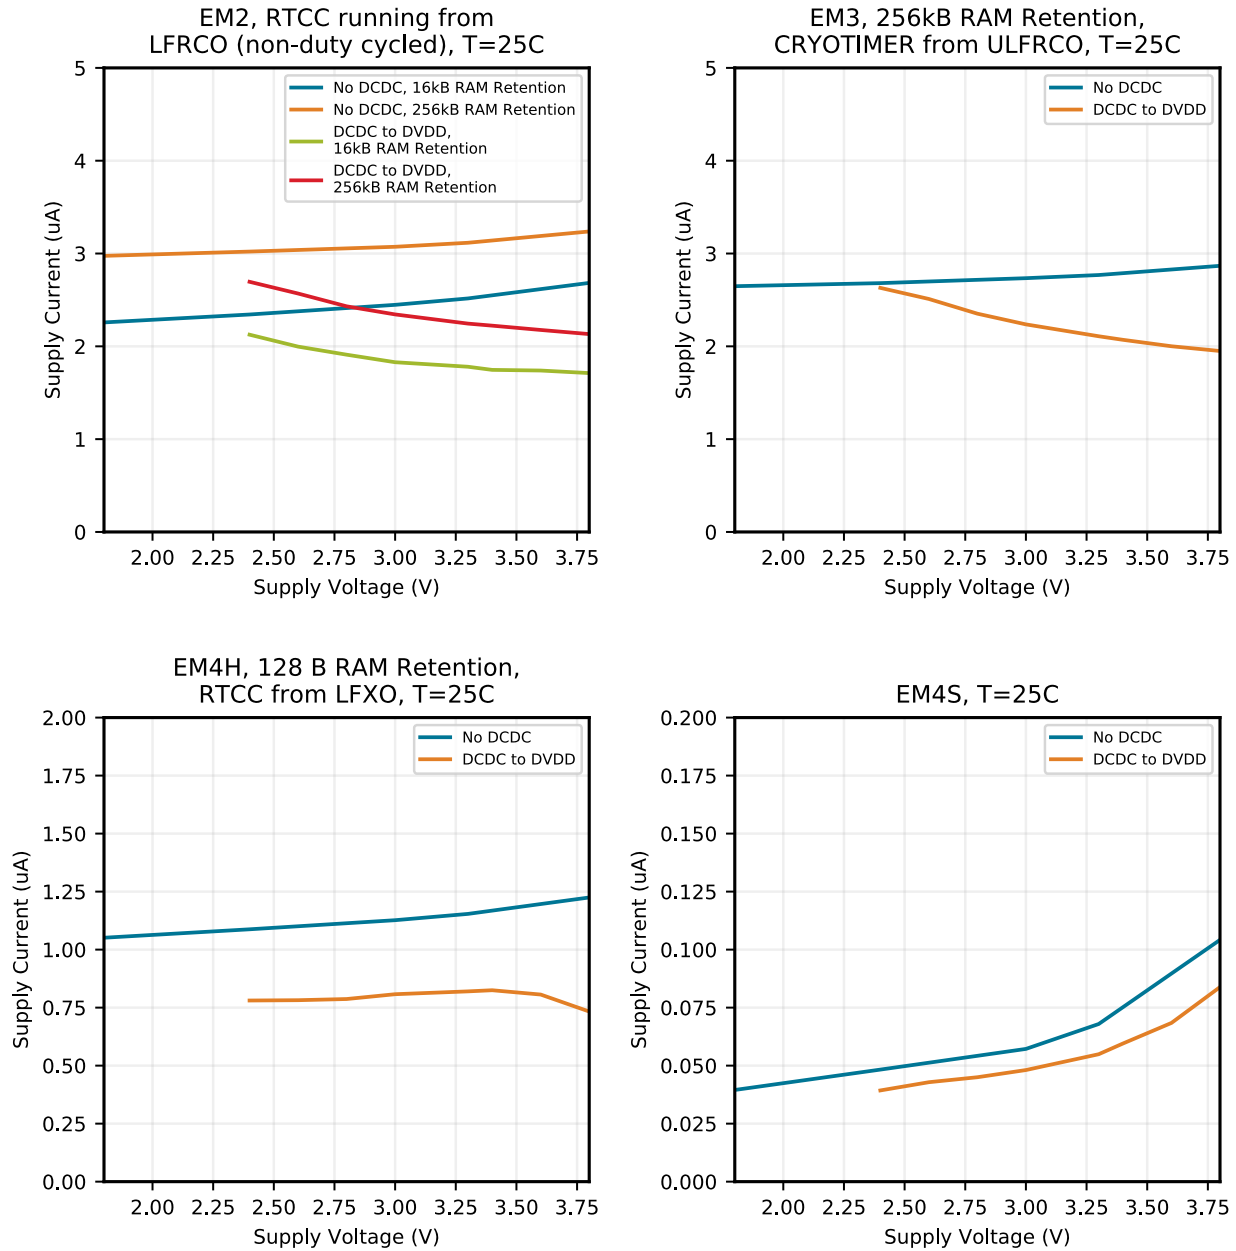 EM2, RTCC running from
LFRCO (non-duty cycled), T=25C
5
4
3
2
1
0
Supply Current (uA)
No DCDC, 16kB RAM Retention
No DCDC, 256kB RAM Retention
DCDC to DVDD,
16kB RAM Retention
DCDC to DVDD,
256kB RAM Retention
2.00 2.25 2.50 2.75 3.00 3.25 3.50 3.75
Supply Voltage (V)
EM3, 256kB RAM Retention,
CRYOTIMER from ULFRCO, T=25C
5
4
3
2
1
0
Supply Current (uA)
No DCDC
DCDC to DVDD
2.00 2.25 2.50 2.75 3.00 3.25 3.50 3.75
Supply Voltage (V)
EM4H, 128 B RAM Retention,
RTCC from LFXO, T=25C
2.00
1.75
1.50
1.25
1.00
0.75
0.50
0.25
0.00
Supply Current (uA)
No DCDC
DCDC to DVDD
2.00 2.25 2.50 2.75 3.00 3.25 3.50 3.75
Supply Voltage (V)
EM4S, T=25C
0.200
0.175
0.150
0.125
0.100
0.075
0.050
0.025
0.000
Supply Current (uA)
No DCDC
DCDC to DVDD
2.00 2.25 2.50 2.75 3.00 3.25 3.50 3.75
Supply Voltage (V)